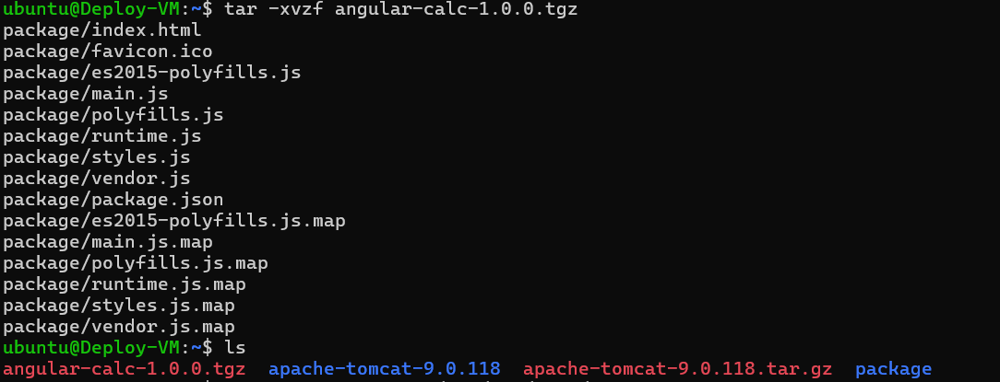 ubuntu@Deploy-VM:~$ tar -xvzf angular-calc-1.0.0.tgz
package/index.html
package/favicon.ico
package/es2015-polyfills.js
package/main.js
package/polyfills.js
package/runtime.js
package/styles.js
package/vendor.js
package/package.json
package/es2015-polyfills.js.map
package/main.js.map
package/polyfills.js.map
package/runtime.js.map
package/styles.js.map
package/vendor.js.map
ubuntu@Deploy-VM:~$ ls
angular-calc-1.0.0.tgz  apache-tomcat-9.0.118  apache-tomcat-9.0.118.tar.gz  package